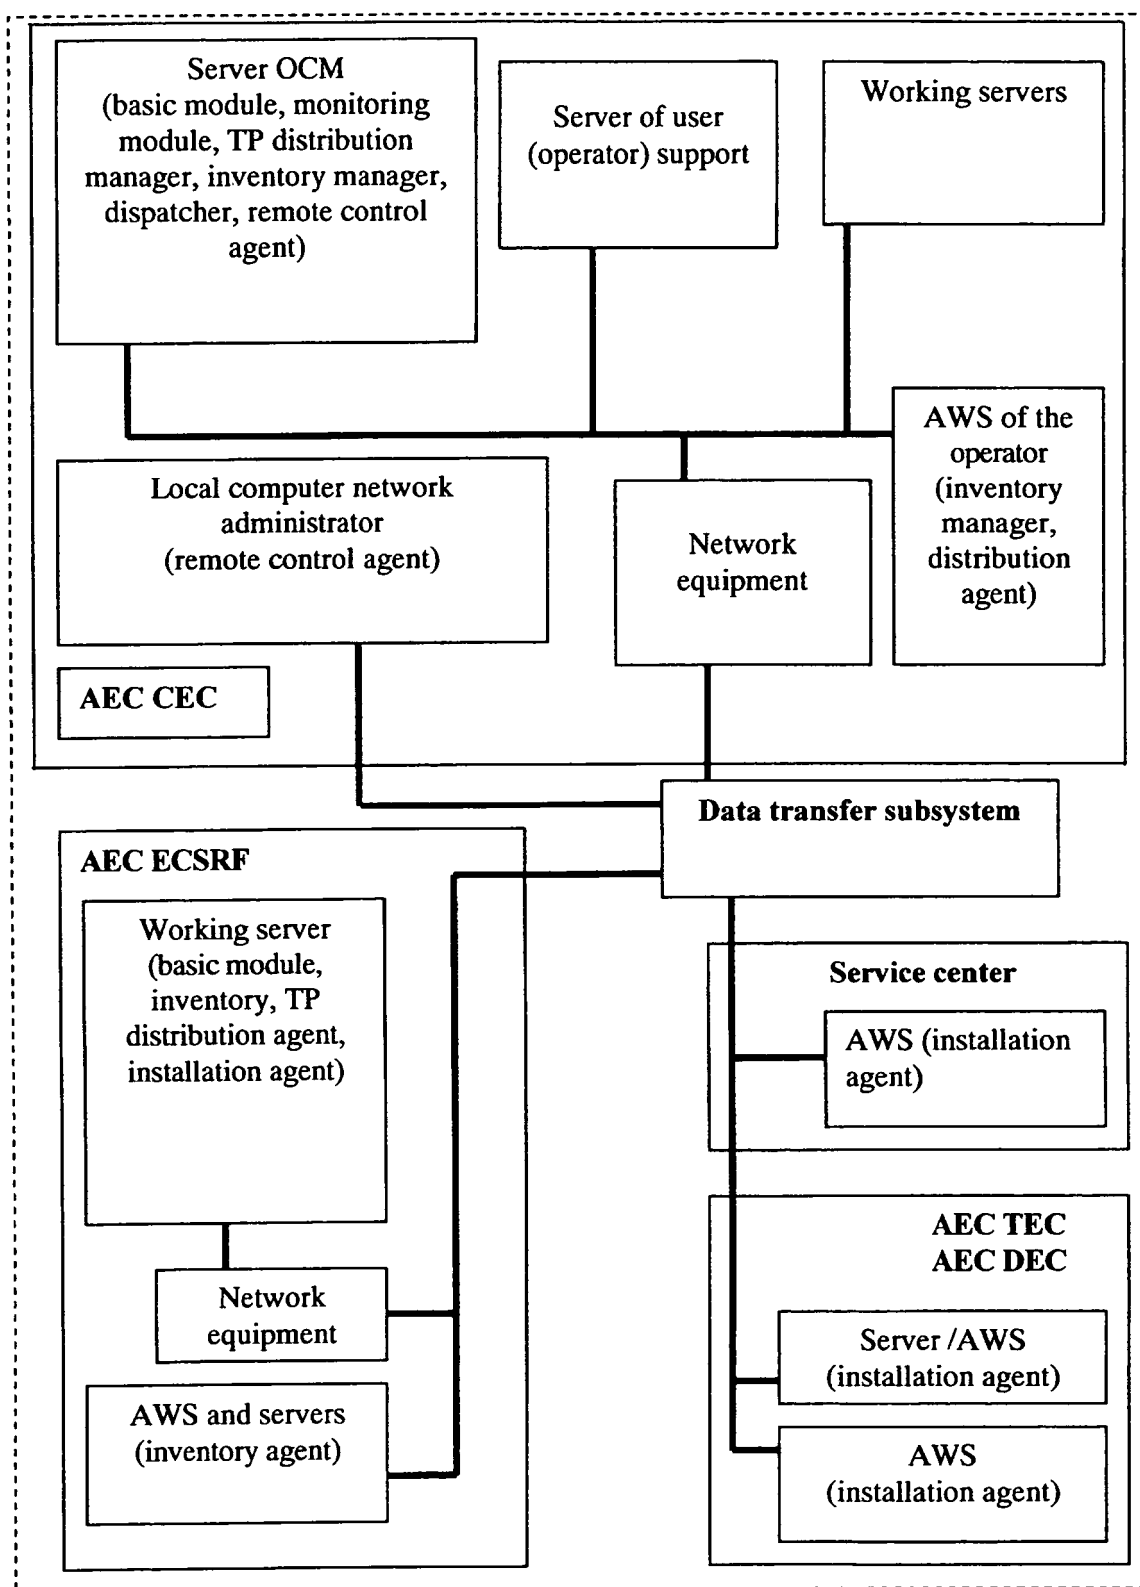 Server OCM
(basic module, monitoring
module, TP distribution
manager, inventory manager,
dispatcher, remote control
agent)
Server of user
(operator) support
Working servers
AWS of the
operator
(inventory
manager,
distribution
agent)
Local computer network
administrator
(remote control agent)
Network
equipment
AEC CEC
Data transfer subsystem
AEC ECSRF
Working server
(basic module,
inventory, TP
distribution agent,
installation agent)
Network
equipment
AWS and servers
(inventory agent)
Service center
AWS (installation
agent)
AEC TEC
AEC DEC
Server /AWS
(installation agent)
AWS
(installation agent)